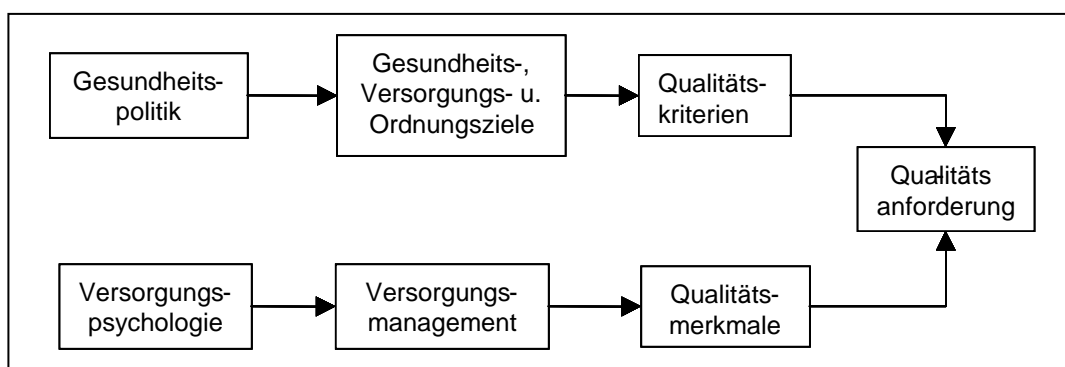 Gesundheits-
politik
Gesundheits-,
Versorgungs- u.
Ordnungsziele
Qualitäts-
kriterien
Qualitäts-
anforderung
Versorgungs-
psychologie
Versorgungs-
management
Qualitäts-
merkmale